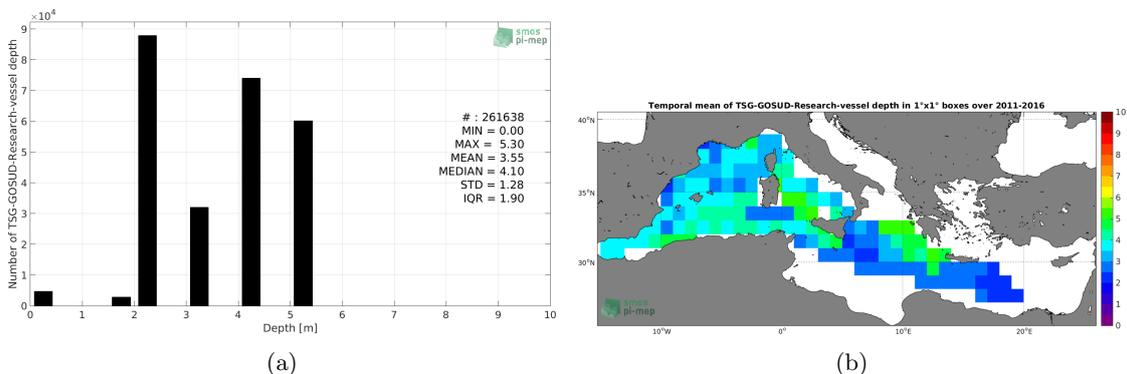 ×10⁴
9
8
7
6
5
4
3
2
1
0
Number of TSG-GOSUD-Research-vessel depth
smos
pi-mep
# : 261638
MIN = 0.00
MAX = 5.30
MEAN = 3.55
MEDIAN = 4.10
STD = 1.28
IQR = 1.90
0 1 2 3 4 5 6 7 8 9 10
Depth [m]
(a)
Temporal mean of TSG-GOSUD-Research-vessel depth in 1°x1° boxes over 2011-2016
40°N
35°N
30°N
smos
pi-mep
10°W 0° 10°E 20°E
10
9
8
7
6
5
4
3
2
1
0
(b)